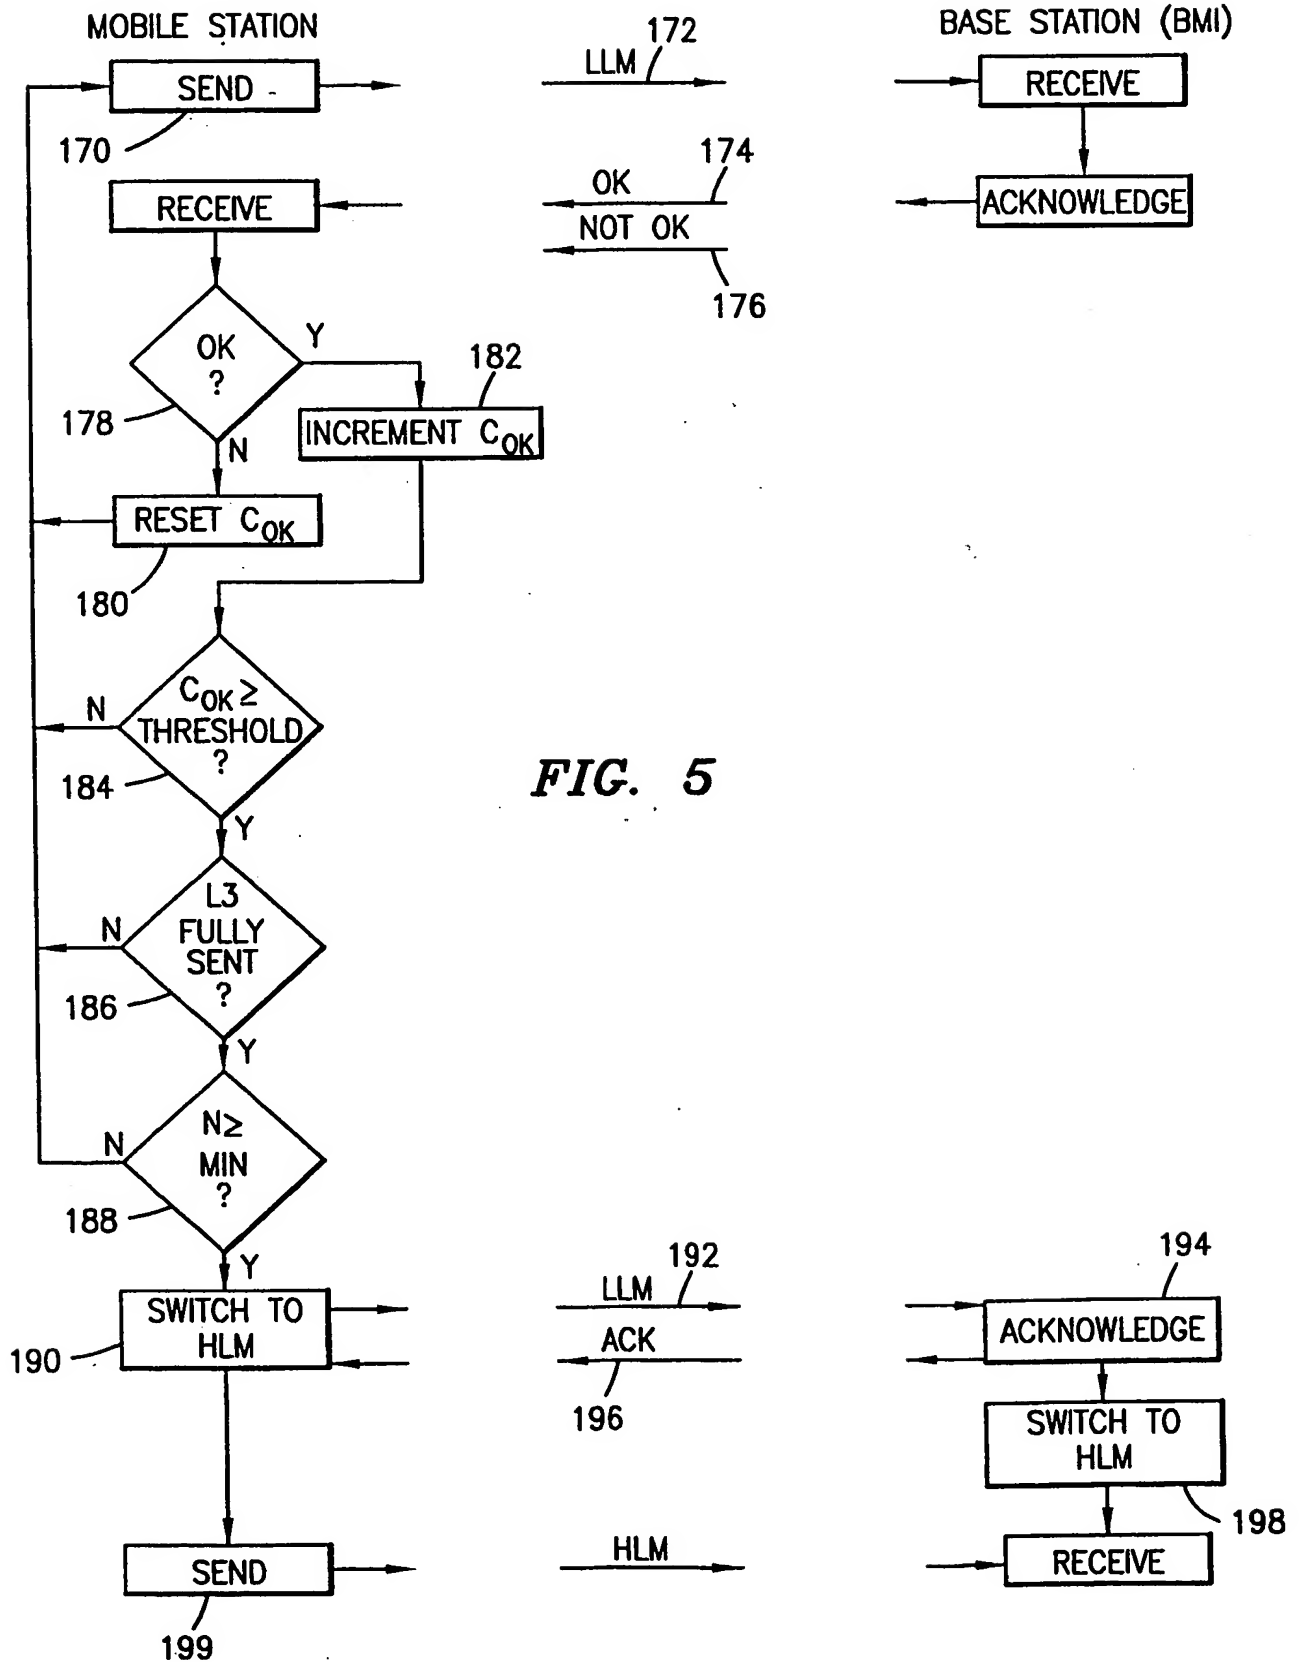 MOBILE STATION
BASE STATION (BMI)
SEND
170
LLM
172
RECEIVE
RECEIVE
OK
174
NOT OK
176
ACKNOWLEDGE
OK
?
Y
N
178
182
INCREMENT COK
RESET COK
180
COK ≥
THRESHOLD
?
N
184
Y
FIG. 5
L3
FULLY
SENT
?
N
186
Y
N≥
MIN
?
N
188
Y
SWITCH TO
HLM
190
LLM
192
ACK
196
194
ACKNOWLEDGE
SWITCH TO
HLM
198
SEND
199
HLM
RECEIVE